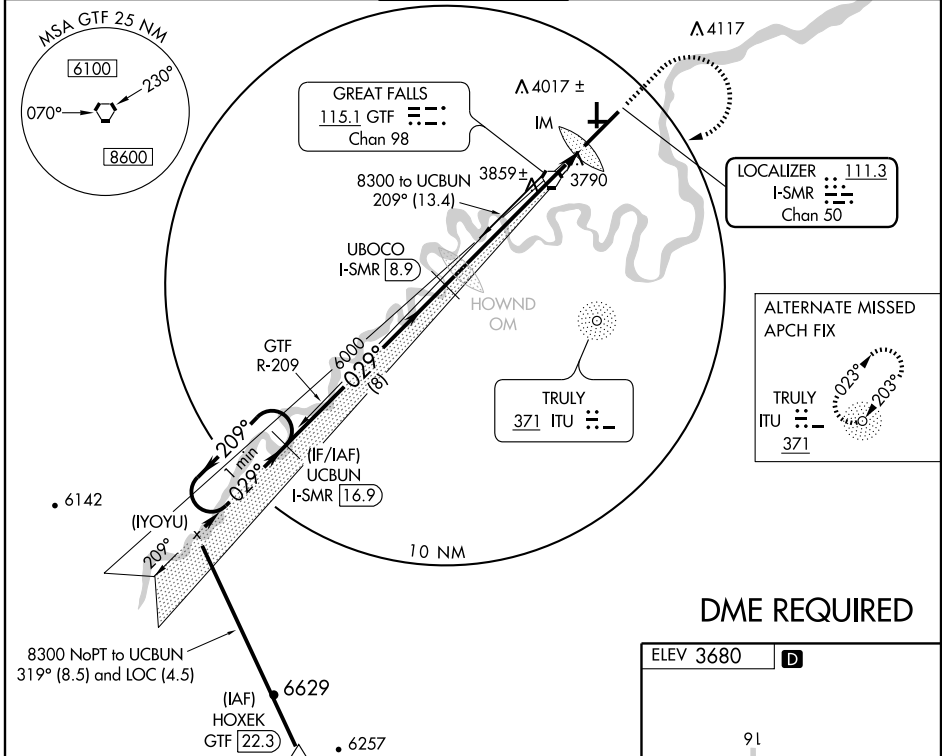 MSA GTF 25 NM
6100
230°
070°
8600
4117
4017 ±
GREAT FALLS
115.1 GTF
Chan 98
IM
3859±
3790
8300 to UCBUN
209° (13.4)
LOCALIZER 111.3
I-SMR
Chan 50
UBOCO
I-SMR 8.9
HOWND
OM
ALTERNATE MISSED
APCH FIX
023°
203°
TRULY
ITU
371
GTF
R-209
6000
029°
(8)
TRULY
371 ITU
209°
1 min
029°
(IF/IAF)
UCBUN
I-SMR 16.9
6142
(IYOYU)
209°
10 NM
DME REQUIRED
8300 NoPT to UCBUN
319° (8.5) and LOC (4.5)
6629
(IAF)
HOXEK
GTF 22.3
6257
ELEV 3680 D
91